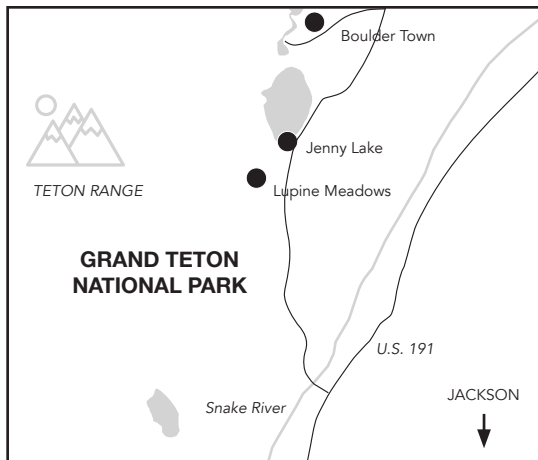 Boulder Town
Jenny Lake
TETON RANGE
Lupine Meadows
GRAND TETON
NATIONAL PARK
U.S. 191
JACKSON
Snake River